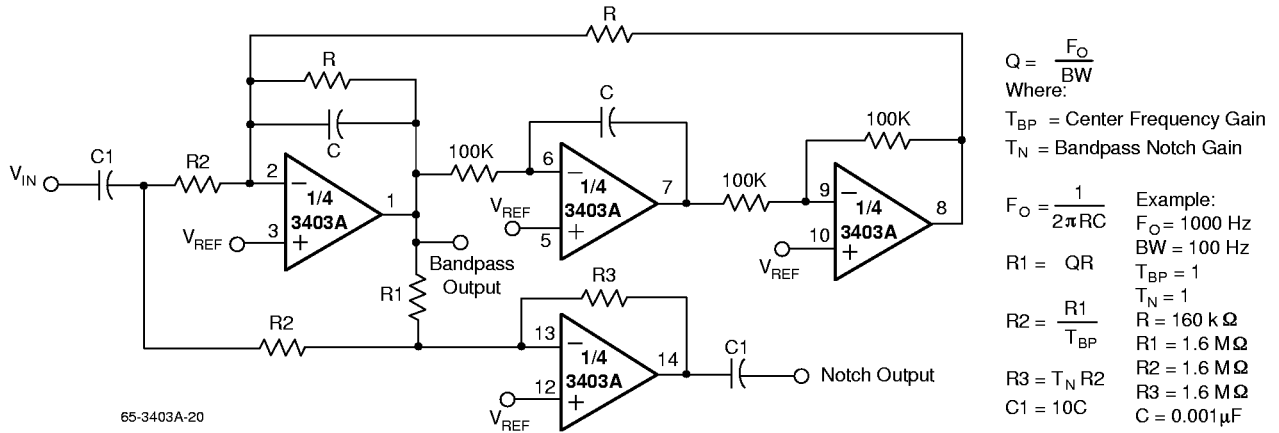 R
R
C
C
100K
C1
R2
V_IN
100K
100K
2
−
1/4
3403A
1
3
+
V_REF
6
−
1/4
3403A
7
V_REF
5
+
9
−
1/4
3403A
8
10
+
V_REF
Bandpass
Output
R1
R3
R2
13
−
1/4
3403A
14
12
+
V_REF
C1
Notch Output
65-3403A-20
Q = F_O / BW
Where:
T_BP = Center Frequency Gain
T_N = Bandpass Notch Gain
F_O = 1 / 2πRC
R1 = QR
R2 = R1 / T_BP
R3 = T_N R2
C1 = 10C
Example:
F_O = 1000 Hz
BW = 100 Hz
T_BP = 1
T_N = 1
R = 160 k Ω
R1 = 1.6 MΩ
R2 = 1.6 MΩ
R3 = 1.6 MΩ
C = 0.001μF